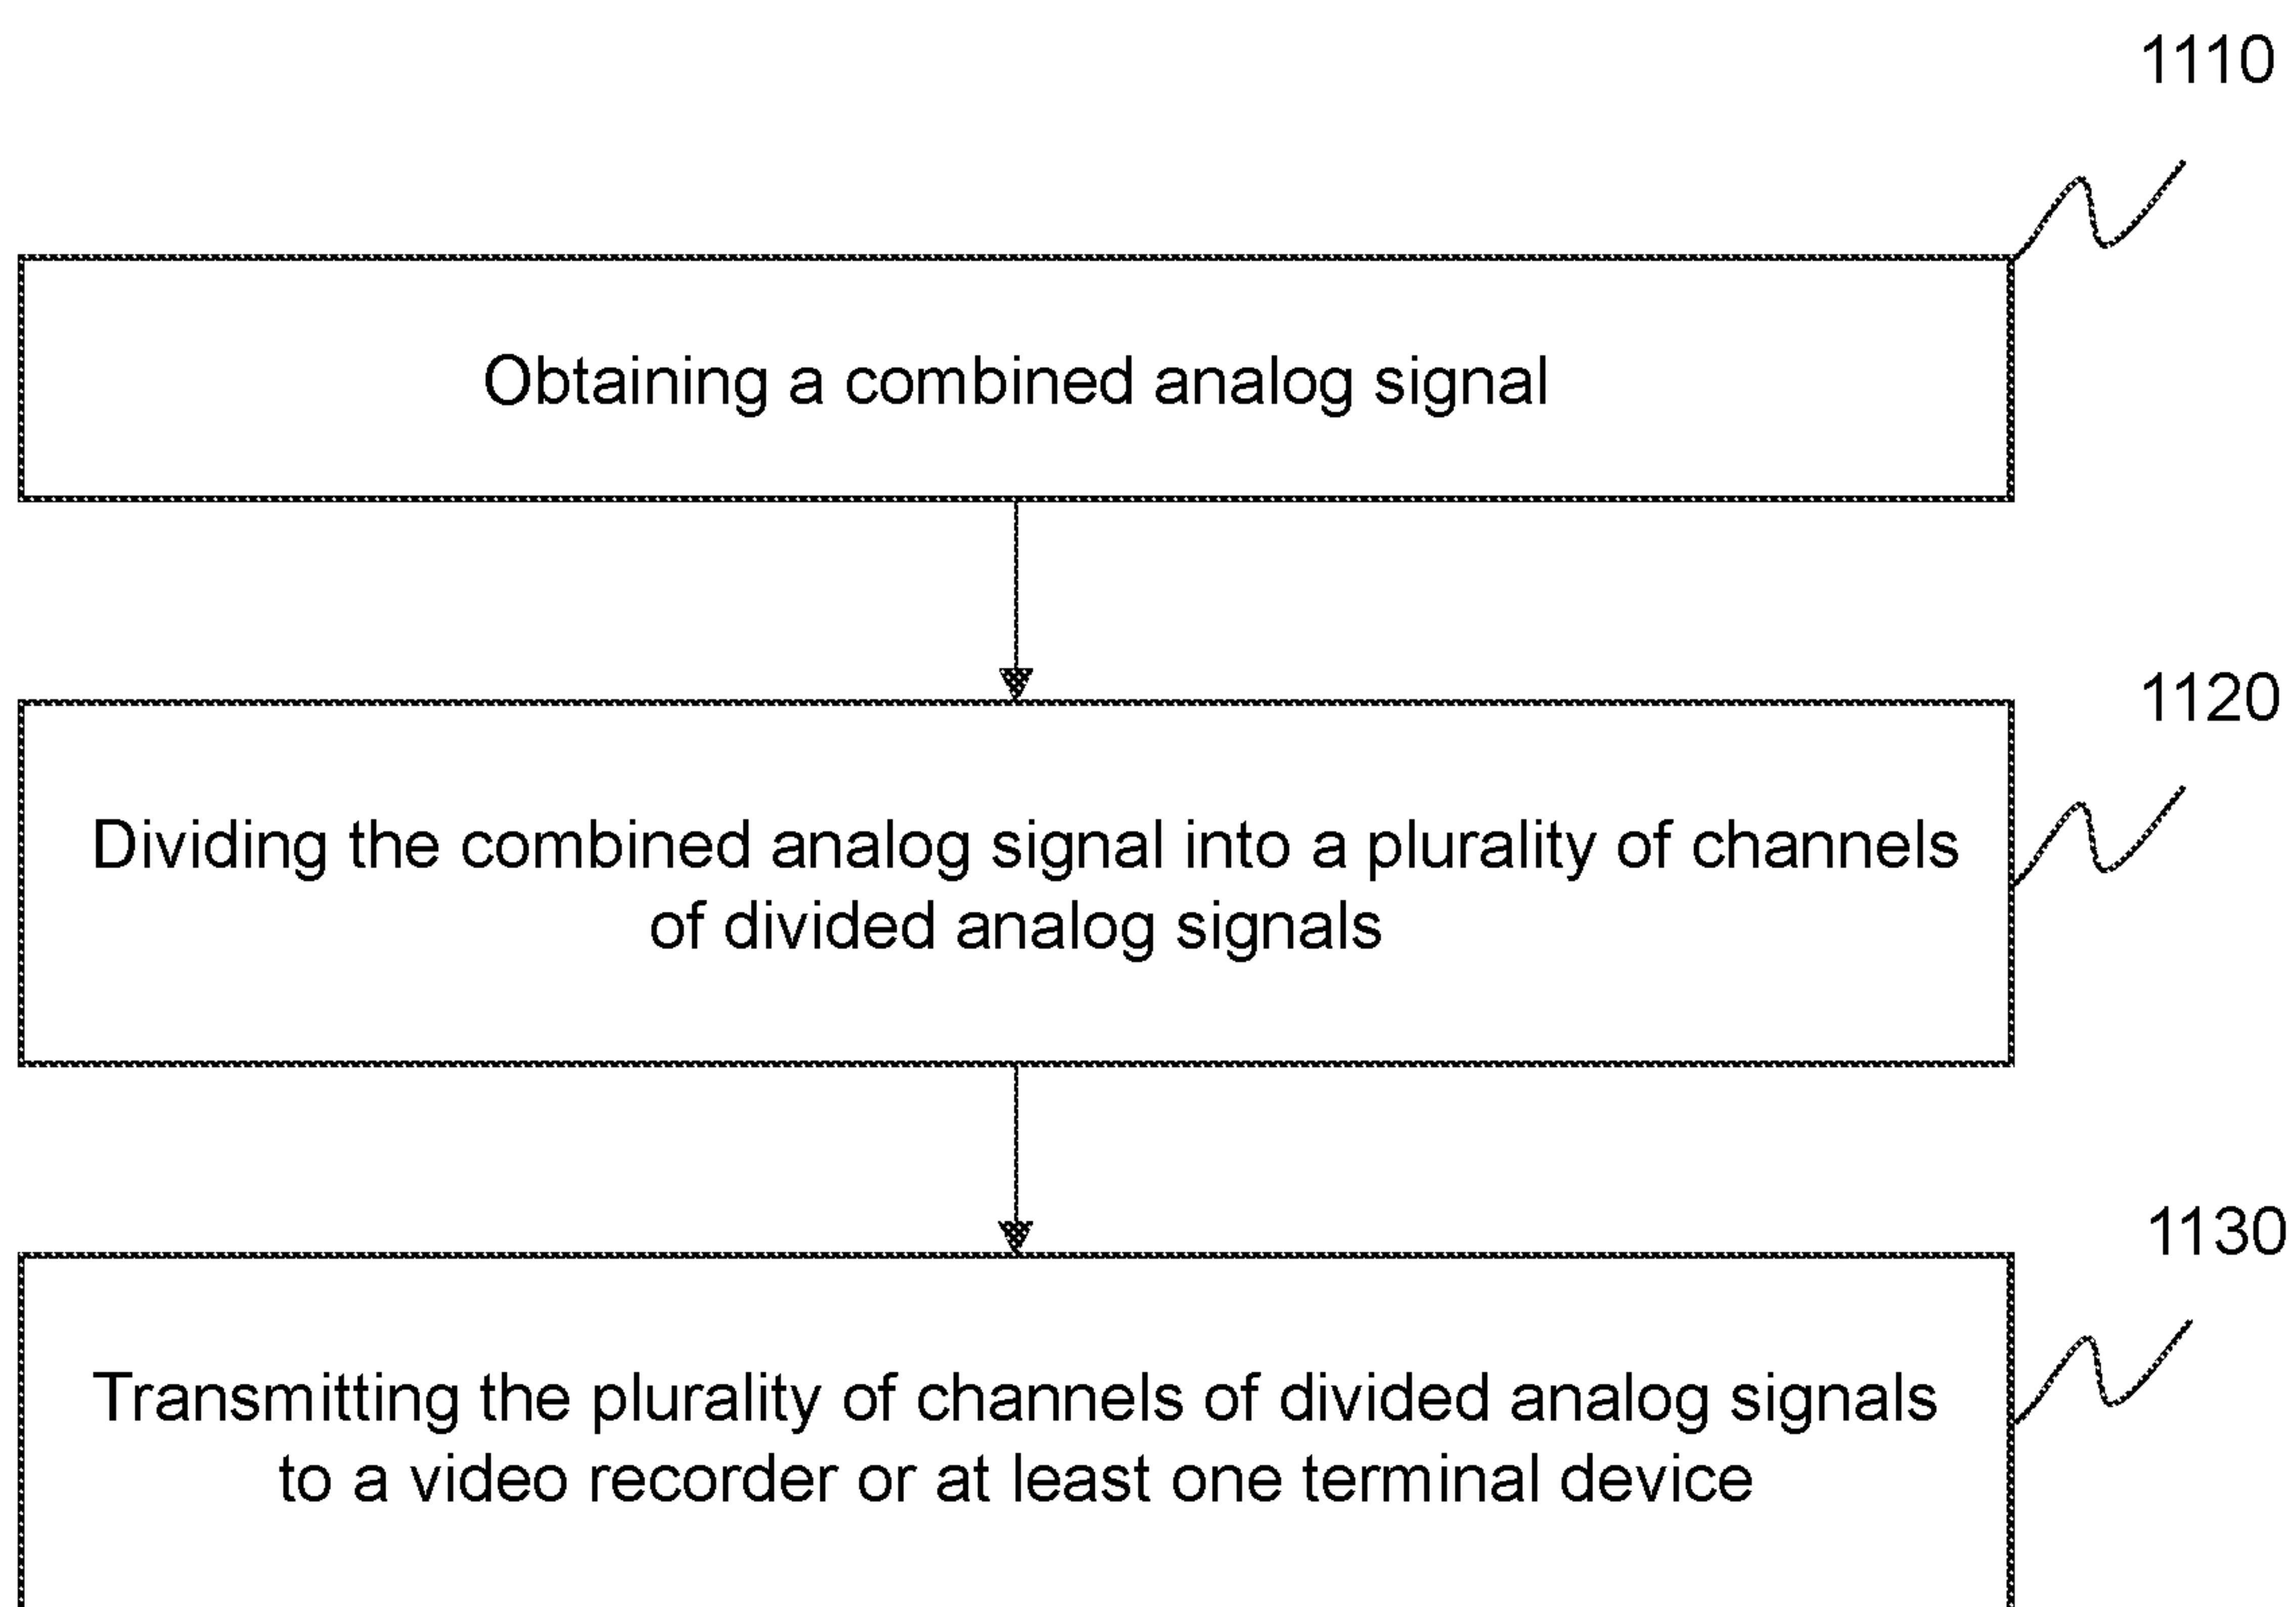 1110
Obtaining a combined analog signal
1120
Dividing the combined analog signal into a plurality of channels
of divided analog signals
1130
Transmitting the plurality of channels of divided analog signals
to a video recorder or at least one terminal device